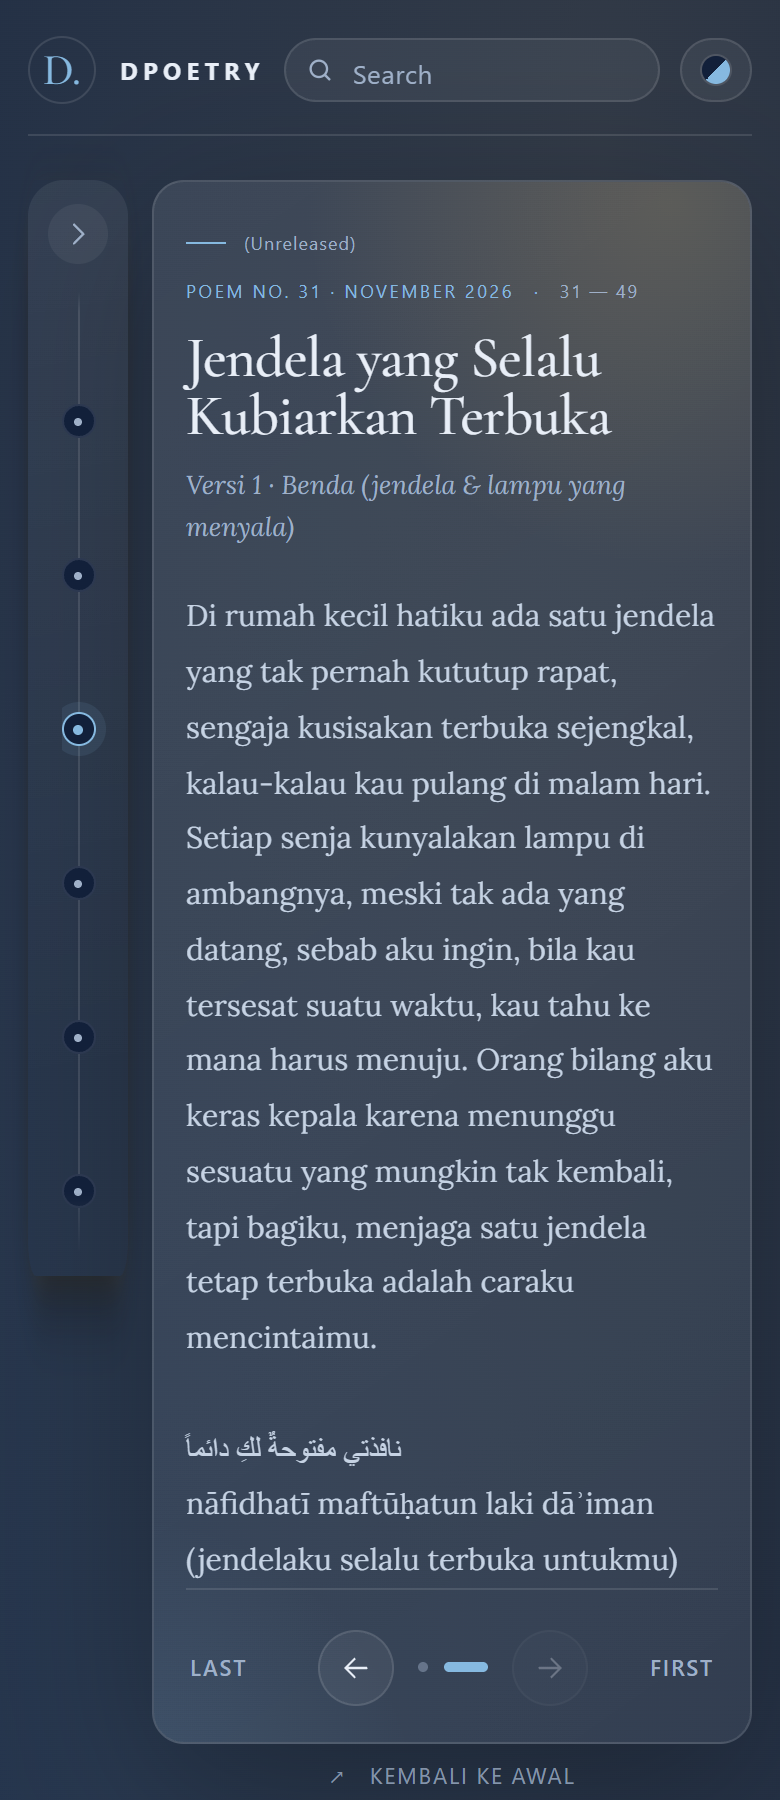 D.
DPOETRY
Search
(Unreleased)
POEM NO. 31 · NOVEMBER 2026 · 31 — 49
Jendela yang Selalu
Kubiarkan Terbuka
Versi 1 · Benda (jendela & lampu yang
menyala)
Di rumah kecil hatiku ada satu jendela
yang tak pernah kututup rapat,
sengaja kusisakan terbuka sejengkal,
kalau-kalau kau pulang di malam hari.
Setiap senja kunyalakan lampu di
ambangnya, meski tak ada yang
datang, sebab aku ingin, bila kau
tersesat suatu waktu, kau tahu ke
mana harus menuju. Orang bilang aku
keras kepala karena menunggu
sesuatu yang mungkin tak kembali,
tapi bagiku, menjaga satu jendela
tetap terbuka adalah caraku
mencintaimu.
نافذتي مفتوحةٌ لكِ دائماً
nāfidhatī maftūḥatun laki dāʾiman
(jendelaku selalu terbuka untukmu)
LAST
FIRST
KEMBALI KE AWAL